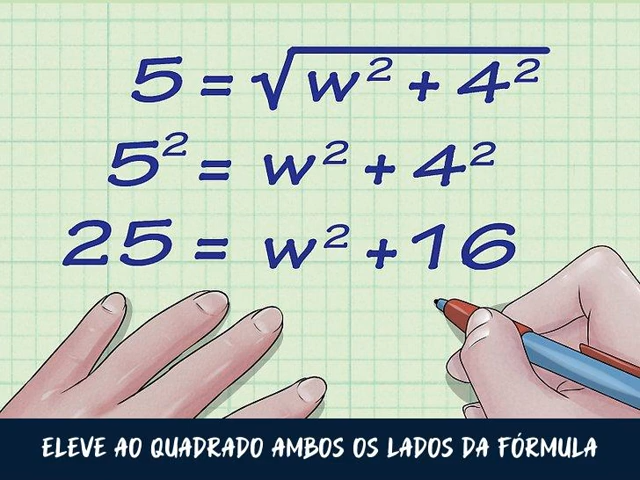 5 = √w² + 4²
5² = w² + 4²
25 = w² + 16
ELEVE AO QUADRADO AMBOS OS LADOS DA FÓRMULA